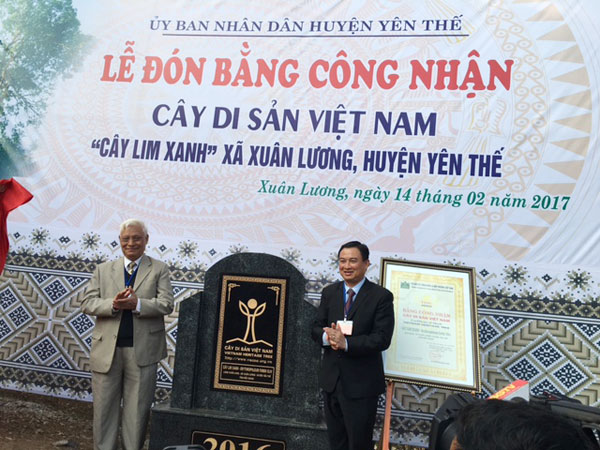 ỦY BAN NHÂN DÂN HUYỆN YÊN THẾ
LỄ ĐÓN BẰNG CÔNG NHẬN
CÂY DI SẢN VIỆT NAM
"CÂY LIM XANH" XÃ XUÂN LƯƠNG, HUYỆN YÊN THẾ
Xuân Lương, ngày 14 tháng 02 năm 2017
CÂY DI SẢN VIỆT NAM
VIETNAM HERITAGE TREE
2016
BẰNG CÔNG NHẬN
CÂY DI SẢN VIỆT NAM